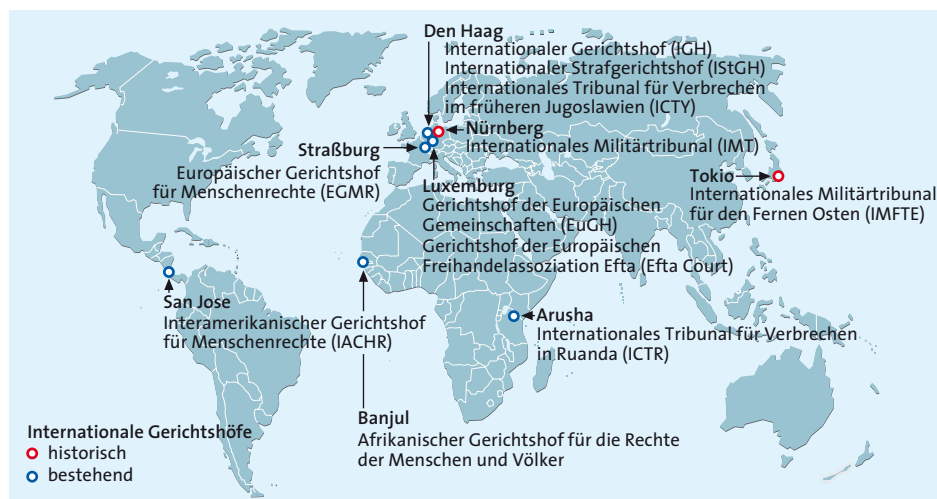 Den Haag
Internationaler Gerichtshof (IGH)
Internationaler Strafgerichtshof (IStGH)
Internationales Tribunal für Verbrechen
im früheren Jugoslawien (ICTY)
Nürnberg
Internationales Militärtribunal (IMT)
Straßburg
Europäischer Gerichtshof
für Menschenrechte (EGMR)
Luxemburg
Gerichtshof der Europäischen
Gemeinschaften (EuGH)
Gerichtshof der Europäischen
Freihandelassoziation Efta (Efta Court)
Tokio
Internationales Militärtribunal
für den Fernen Osten (IMFTE)
San Jose
Interamerikanischer Gerichtshof
für Menschenrechte (IACHR)
Arusha
Internationales Tribunal für Verbrechen
in Ruanda (ICTR)
Banjul
Afrikanischer Gerichtshof für die Rechte
der Menschen und Völker
Internationale Gerichtshöfe
historisch
bestehend